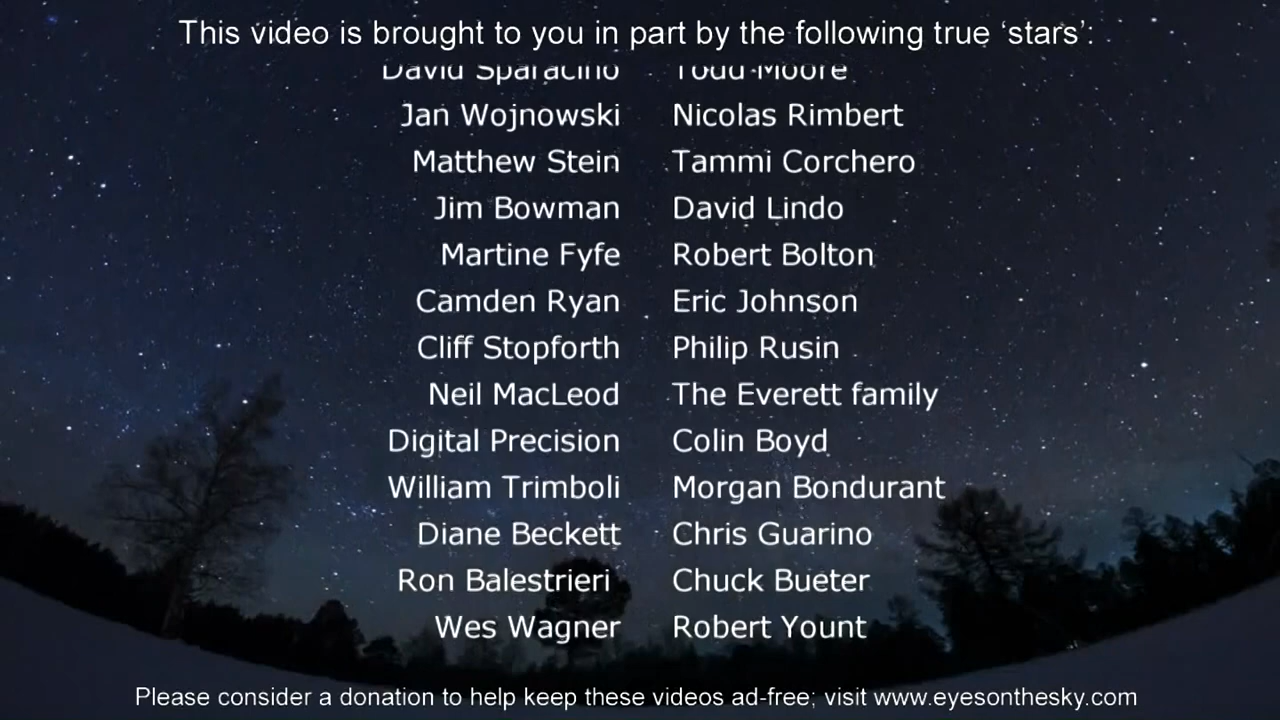 This video is brought to you in part by the following true ‘stars’:
David Sparacino Todd Moore
Jan Wojnowski Nicolas Rimbert
Matthew Stein Tammi Corchero
Jim Bowman David Lindo
Martine Fyfe Robert Bolton
Camden Ryan Eric Johnson
Cliff Stopforth Philip Rusin
Neil MacLeod The Everett family
Digital Precision Colin Boyd
William Trimboli Morgan Bondurant
Diane Beckett Chris Guarino
Ron Balestrieri Chuck Bueter
Wes Wagner Robert Yount
Please consider a donation to help keep these videos ad-free; visit www.eyesonthesky.com